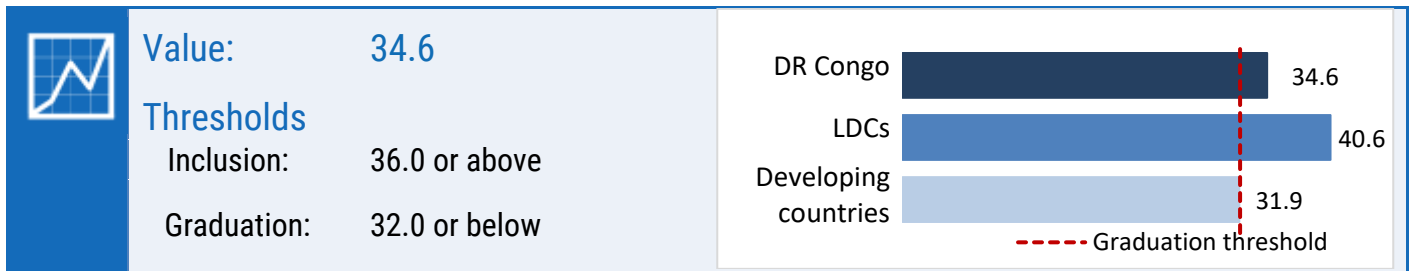 Value: 34.6
Thresholds
Inclusion: 36.0 or above
Graduation: 32.0 or below
DR Congo 34.6
LDCs 40.6
Developing
countries 31.9
Graduation threshold